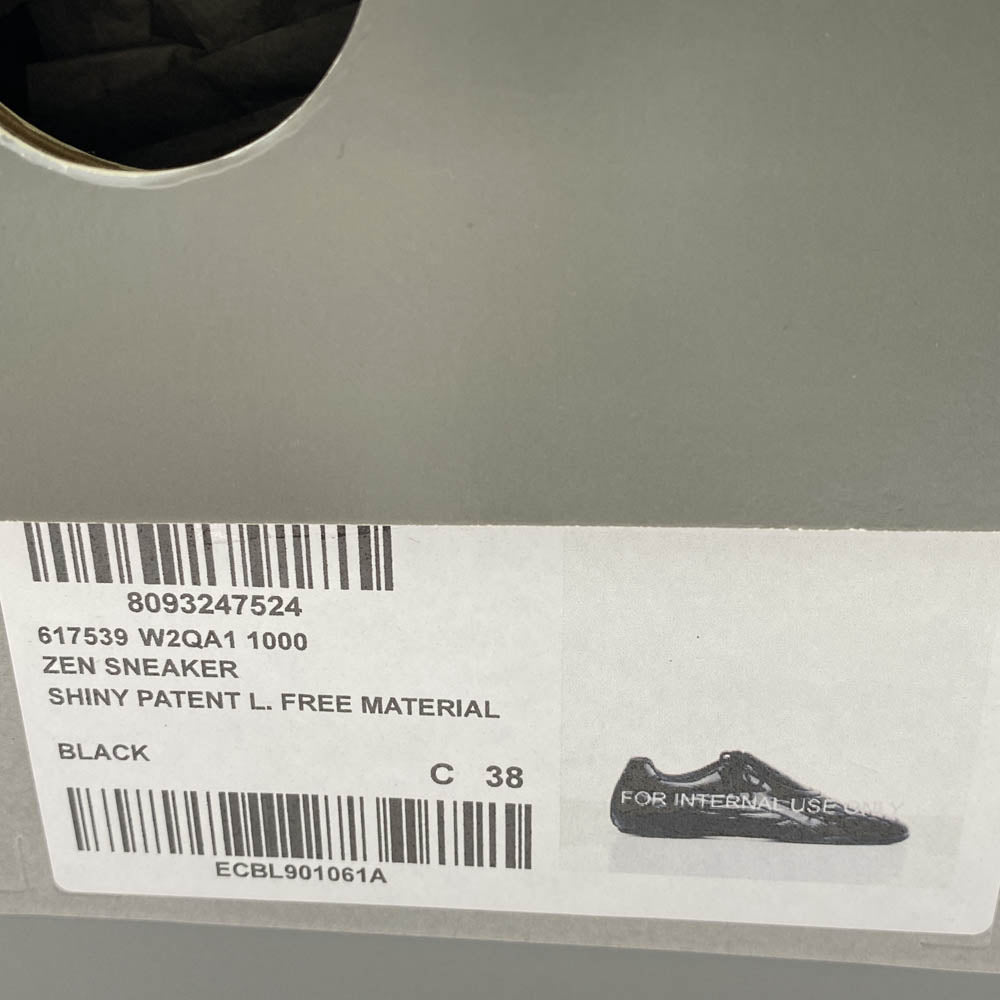 8093247524
617539 W2QA1 1000
ZEN SNEAKER
SHINY PATENT L. FREE MATERIAL
BLACK
C 38
ECBL901061A
FOR INTERNAL USE ONLY